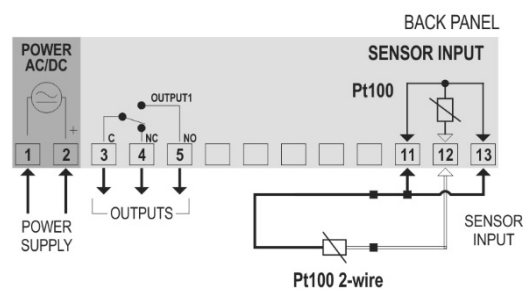 BACK PANEL
POWER
AC/DC
SENSOR INPUT
Pt100
OUTPUT1
+
C
NC
NO
1 2 3 4 5 11 12 13
OUTPUTS
POWER
SUPPLY
SENSOR
INPUT
Pt100 2-wire